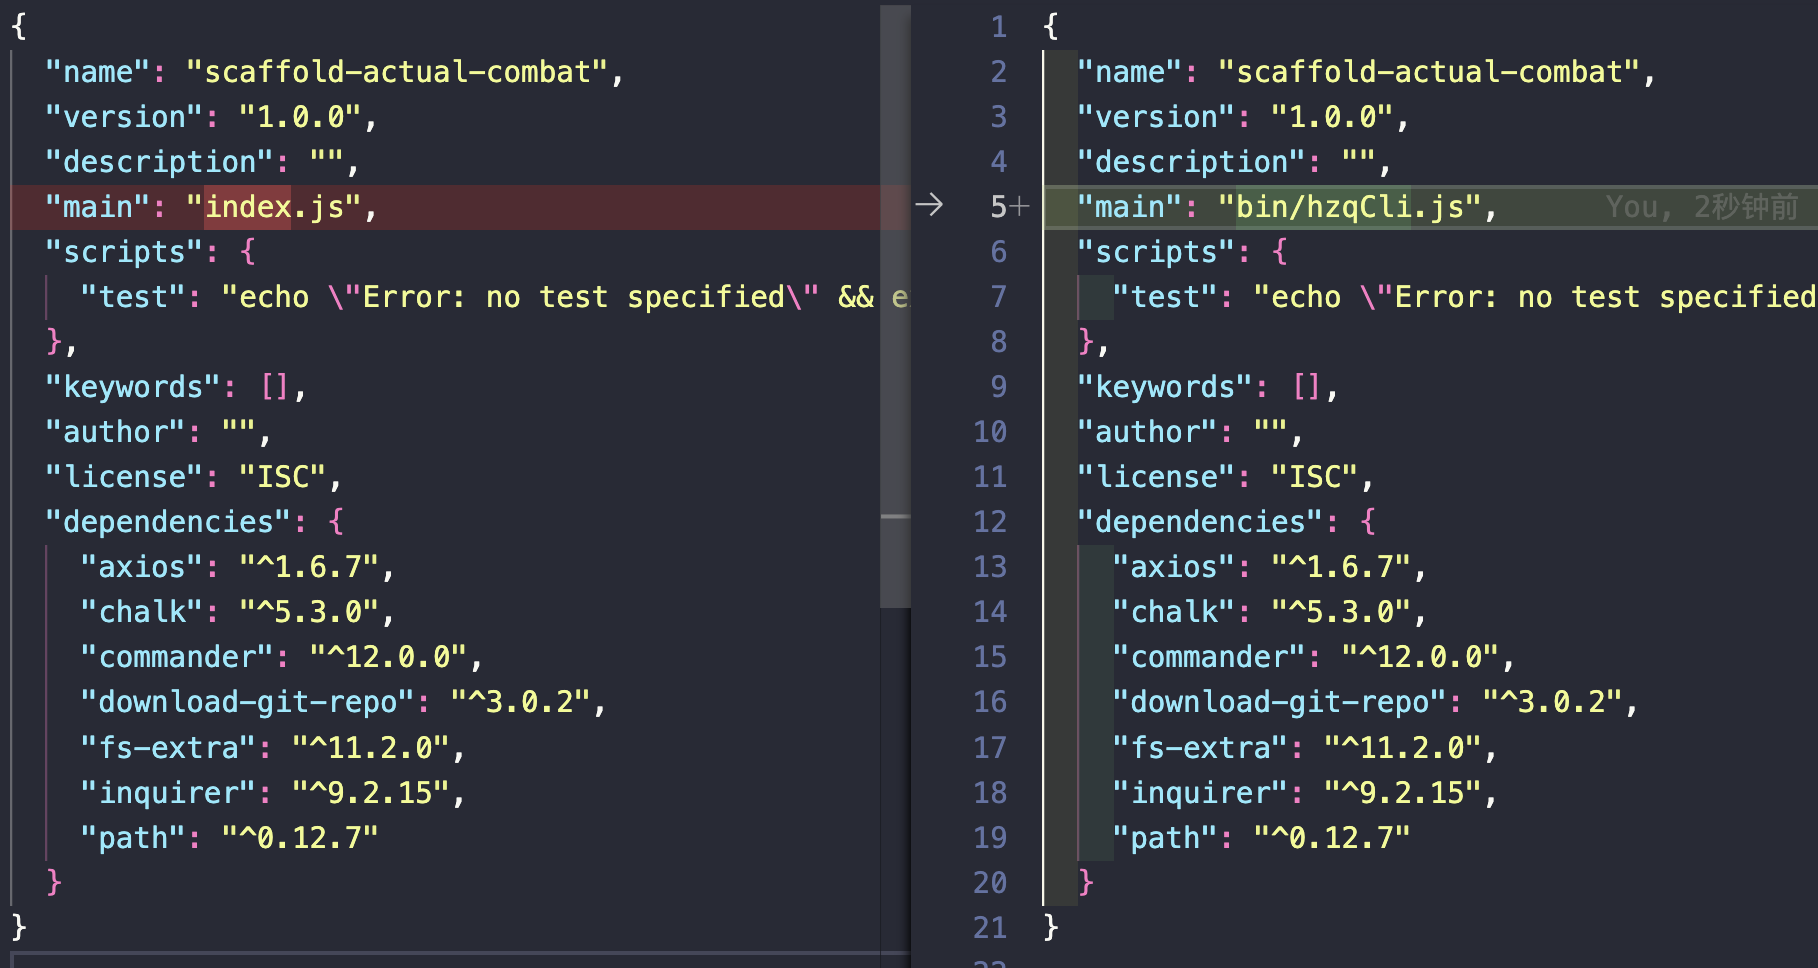 {
  "name": "scaffold-actual-combat",
  "version": "1.0.0",
  "description": "",
  "main": "index.js",
  "scripts": {
    "test": "echo \"Error: no test specified\" && e
  },
  "keywords": [],
  "author": "",
  "license": "ISC",
  "dependencies": {
    "axios": "^1.6.7",
    "chalk": "^5.3.0",
    "commander": "^12.0.0",
    "download-git-repo": "^3.0.2",
    "fs-extra": "^11.2.0",
    "inquirer": "^9.2.15",
    "path": "^0.12.7"
  }
}
1 {
2   "name": "scaffold-actual-combat",
3   "version": "1.0.0",
4   "description": "",
→ 5+   "main": "bin/hzqCli.js", You, 2秒钟前
6   "scripts": {
7     "test": "echo \"Error: no test specified
8   },
9   "keywords": [],
10   "author": "",
11   "license": "ISC",
12   "dependencies": {
13     "axios": "^1.6.7",
14     "chalk": "^5.3.0",
15     "commander": "^12.0.0",
16     "download-git-repo": "^3.0.2",
17     "fs-extra": "^11.2.0",
18     "inquirer": "^9.2.15",
19     "path": "^0.12.7"
20   }
21 }